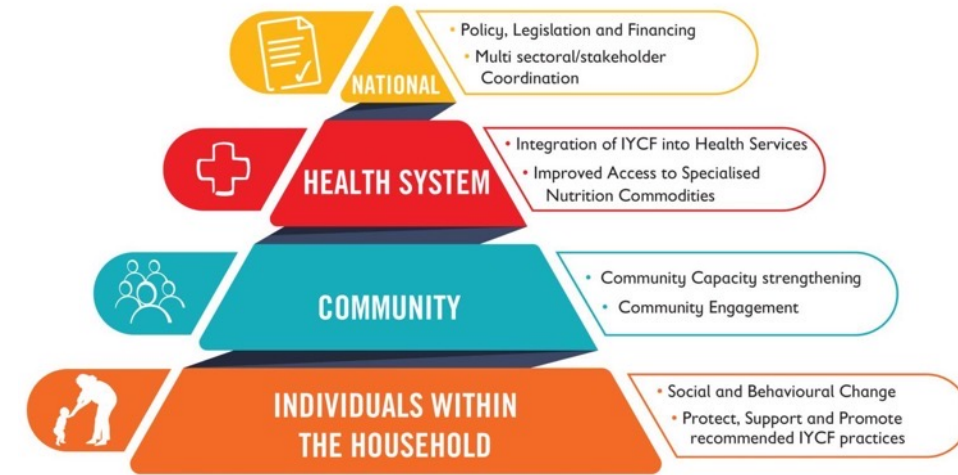 • Policy, Legislation and Financing
• Multi sectoral/stakeholder
Coordination
NATIONAL
• Integration of IYCF into Health Services
• Improved Access to Specialised
Nutrition Commodities
HEALTH SYSTEM
• Community Capacity strengthening
• Community Engagement
COMMUNITY
• Social and Behavioural Change
• Protect, Support and Promote
recommended IYCF practices
INDIVIDUALS WITHIN
THE HOUSEHOLD